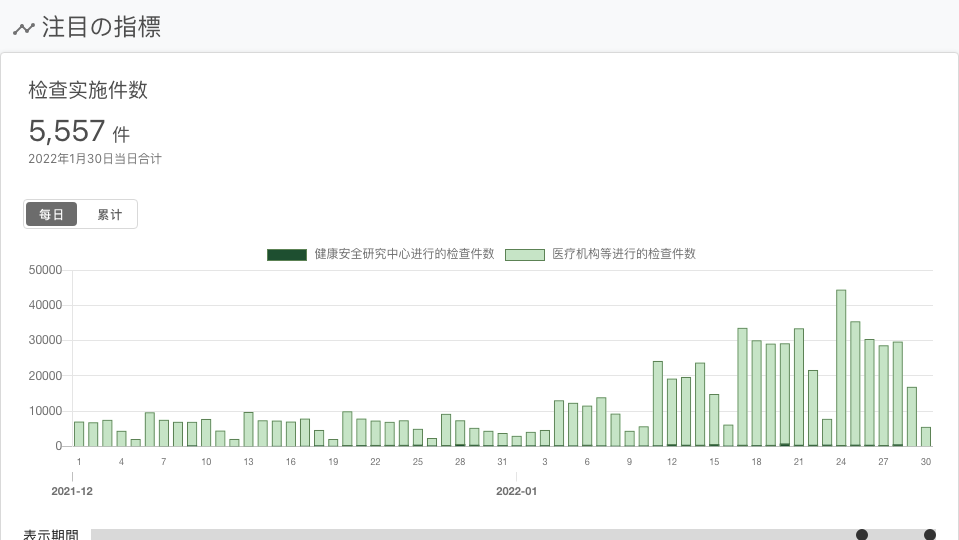 注目の指標
检查实施件数
5,557 件
2022年1月30日当日合计
每日 累计
健康安全研究中心进行的检查件数 医疗机构等进行的检查件数
50000
40000
30000
20000
10000
0
1 4 7 10 13 16 19 22 25 28 31 3 6 9 12 15 18 21 24 27 30
2021-12 2022-01
表示期間